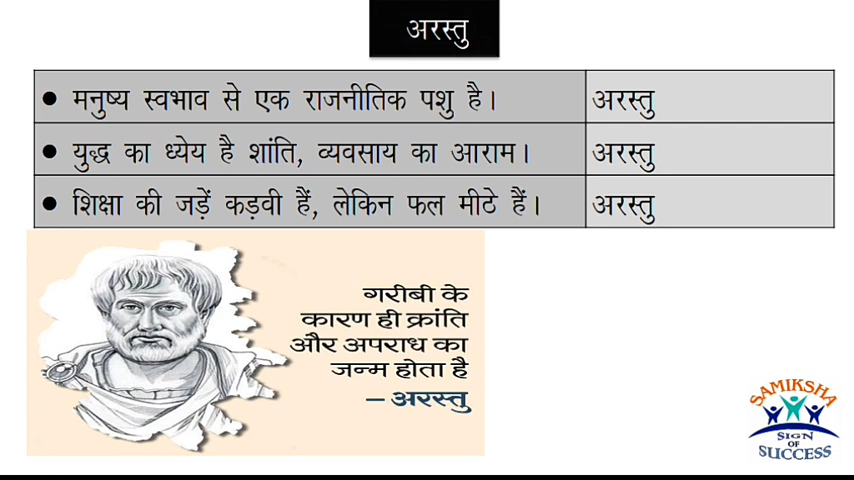 अरस्तु
• मनुष्य स्वभाव से एक राजनीतिक पशु है। अरस्तु
• युद्ध का ध्येय है शांति, व्यवसाय का आराम। अरस्तु
• शिक्षा की जड़ें कड़वी हैं, लेकिन फल मीठे हैं। अरस्तु
गरीबी के
कारण ही क्रांति
और अपराध का
जन्म होता है
– अरस्तु
SAMIKSHA
SIGN
OF
SUCCESS